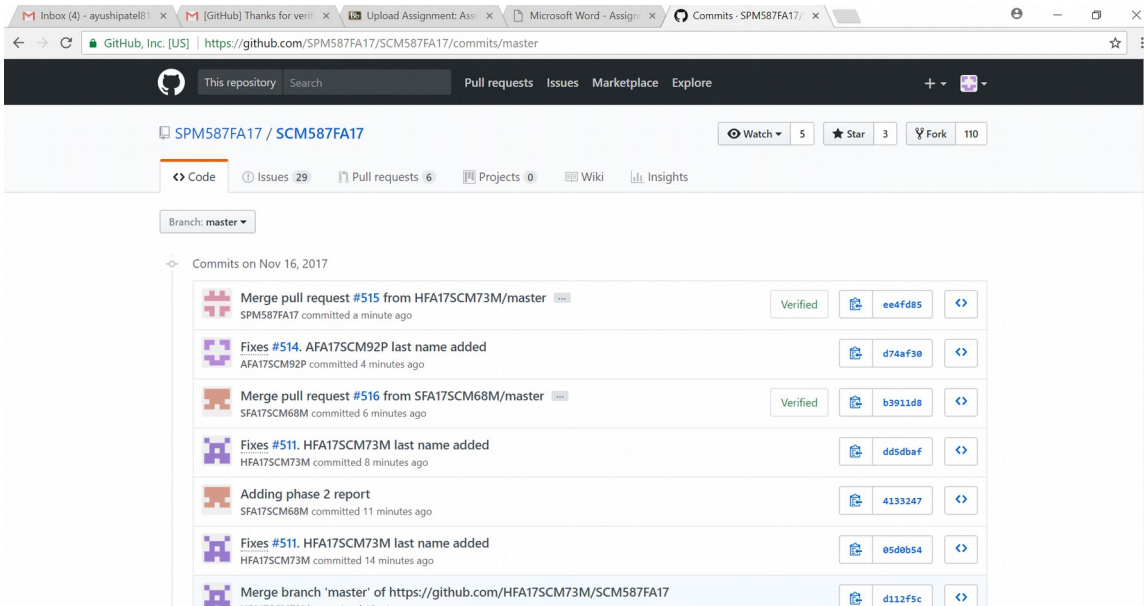 Inbox (4) - ayushipatel81 [GitHub] Thanks for verif Bb Upload Assignment: Assi Microsoft Word - Assign Commits · SPM587FA17/
GitHub, Inc. [US] https://github.com/SPM587FA17/SCM587FA17/commits/master
This repository Search Pull requests Issues Marketplace Explore
SPM587FA17 / SCM587FA17 Watch 5 Star 3 Fork 110
Code Issues 29 Pull requests 6 Projects 0 Wiki Insights
Branch: master
Commits on Nov 16, 2017
Merge pull request #515 from HFA17SCM73M/master … Verified ee4fd85
SPM587FA17 committed a minute ago
Fixes #514. AFA17SCM92P last name added d74af30
AFA17SCM92P committed 4 minutes ago
Merge pull request #516 from SFA17SCM68M/master … Verified b3911d8
SFA17SCM68M committed 6 minutes ago
Fixes #511. HFA17SCM73M last name added dd5dbaf
HFA17SCM73M committed 8 minutes ago
Adding phase 2 report 4133247
SFA17SCM68M committed 11 minutes ago
Fixes #511. HFA17SCM73M last name added 05d0b54
HFA17SCM73M committed 14 minutes ago
Merge branch 'master' of https://github.com/HFA17SCM73M/SCM587FA17 d112f5c